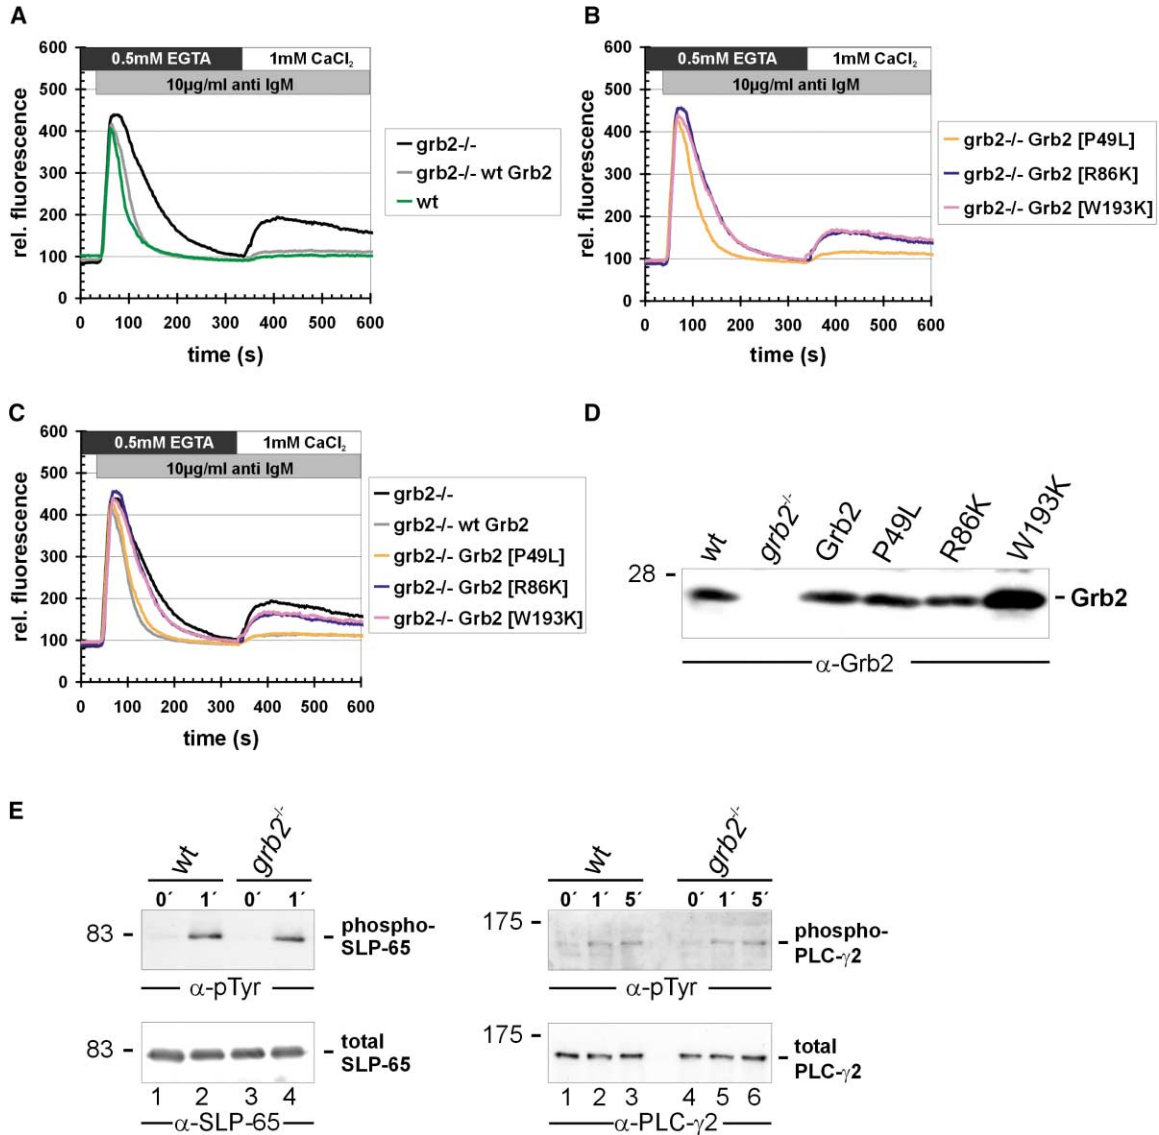 A
600
500
400
300
200
100
0
rel. fluorescence
0.5mM EGTA
1mM CaCl₂
10µg/ml anti IgM
0 100 200 300 400 500 600
time (s)
grb2-/-
grb2-/- wt Grb2
wt
B
600
500
400
300
200
100
0
rel. fluorescence
0.5mM EGTA
1mM CaCl₂
10µg/ml anti IgM
0 100 200 300 400 500 600
time (s)
grb2-/- Grb2 [P49L]
grb2-/- Grb2 [R86K]
grb2-/- Grb2 [W193K]
C
600
500
400
300
200
100
0
rel. fluorescence
0.5mM EGTA
1mM CaCl₂
10µg/ml anti IgM
0 100 200 300 400 500 600
time (s)
grb2-/-
grb2-/- wt Grb2
grb2-/- Grb2 [P49L]
grb2-/- Grb2 [R86K]
grb2-/- Grb2 [W193K]
D
wt grb2-/- Grb2 P49L R86K W193K
28
Grb2
α-Grb2
E
wt grb2-/-
0´ 1´ 0´ 1´
83
phospho-
SLP-65
α-pTyr
83
total
SLP-65
1 2 3 4
α-SLP-65
wt grb2-/-
0´ 1´ 5´ 0´ 1´ 5´
175
phospho-
PLC-γ2
α-pTyr
175
total
PLC-γ2
1 2 3 4 5 6
α-PLC-γ2